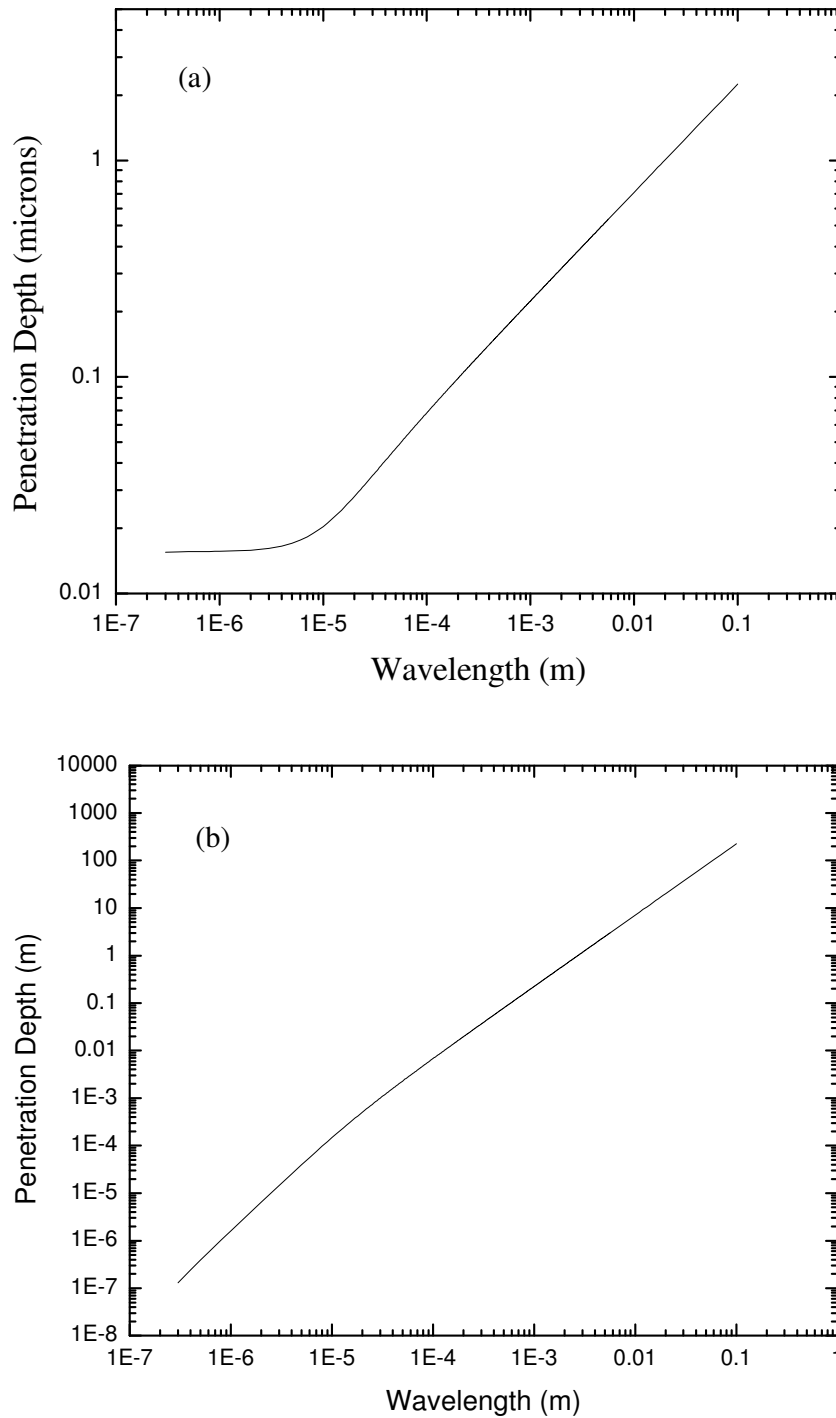 (a)
Penetration Depth (microns)
1
0.1
0.01
1E-7 1E-6 1E-5 1E-4 1E-3 0.01 0.1
Wavelength (m)
(b)
Penetration Depth (m)
10000
1000
100
10
1
0.1
0.01
1E-3
1E-4
1E-5
1E-6
1E-7
1E-8
1E-7 1E-6 1E-5 1E-4 1E-3 0.01 0.1 1
Wavelength (m)